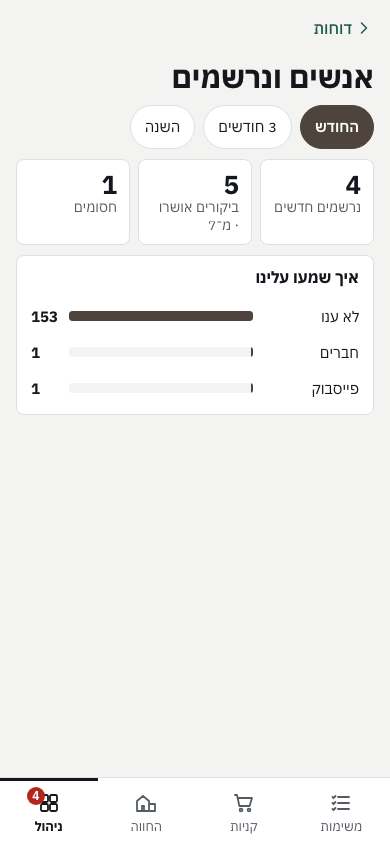 דוחות
אנשים ונרשמים
החודש
3 חודשים
השנה
4
נרשמים חדשים
5
ביקורים אושרו
· מ־7
1
חסומים
איך שמעו עלינו
לא ענו 153
חברים 1
פייסבוק 1
משימות
קניות
החווה
4
ניהול